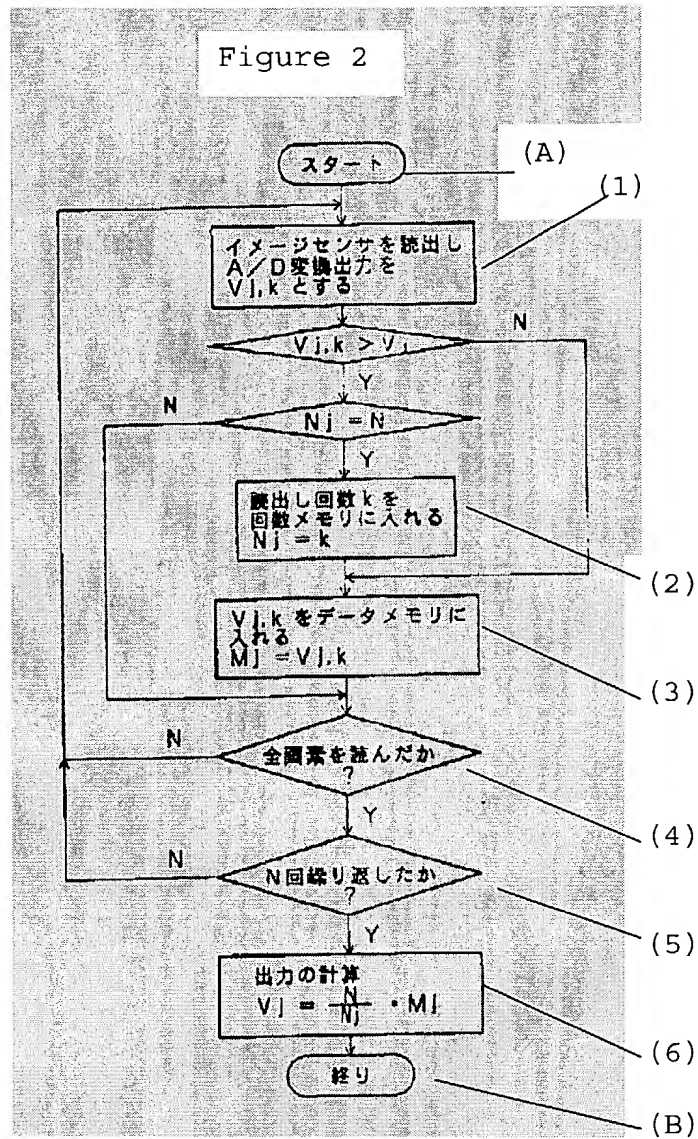 Figure 2
スタート
(A)
(1)
イメージセンサを読出し
A/D変換出力を
Vj,kとする
Vj,k > V₁
N
Y
N
Nj = N
Y
読出し回数kを
回数メモリに入れる
Nj = k
(2)
Vj,kをデータメモリに
入れる
Mj = Vj,k
(3)
N
全画素を読んだか
?
(4)
Y
N
N回繰り返したか
?
(5)
Y
出力の計算
Vj = N/Nj ・Mj
(6)
終り
(B)